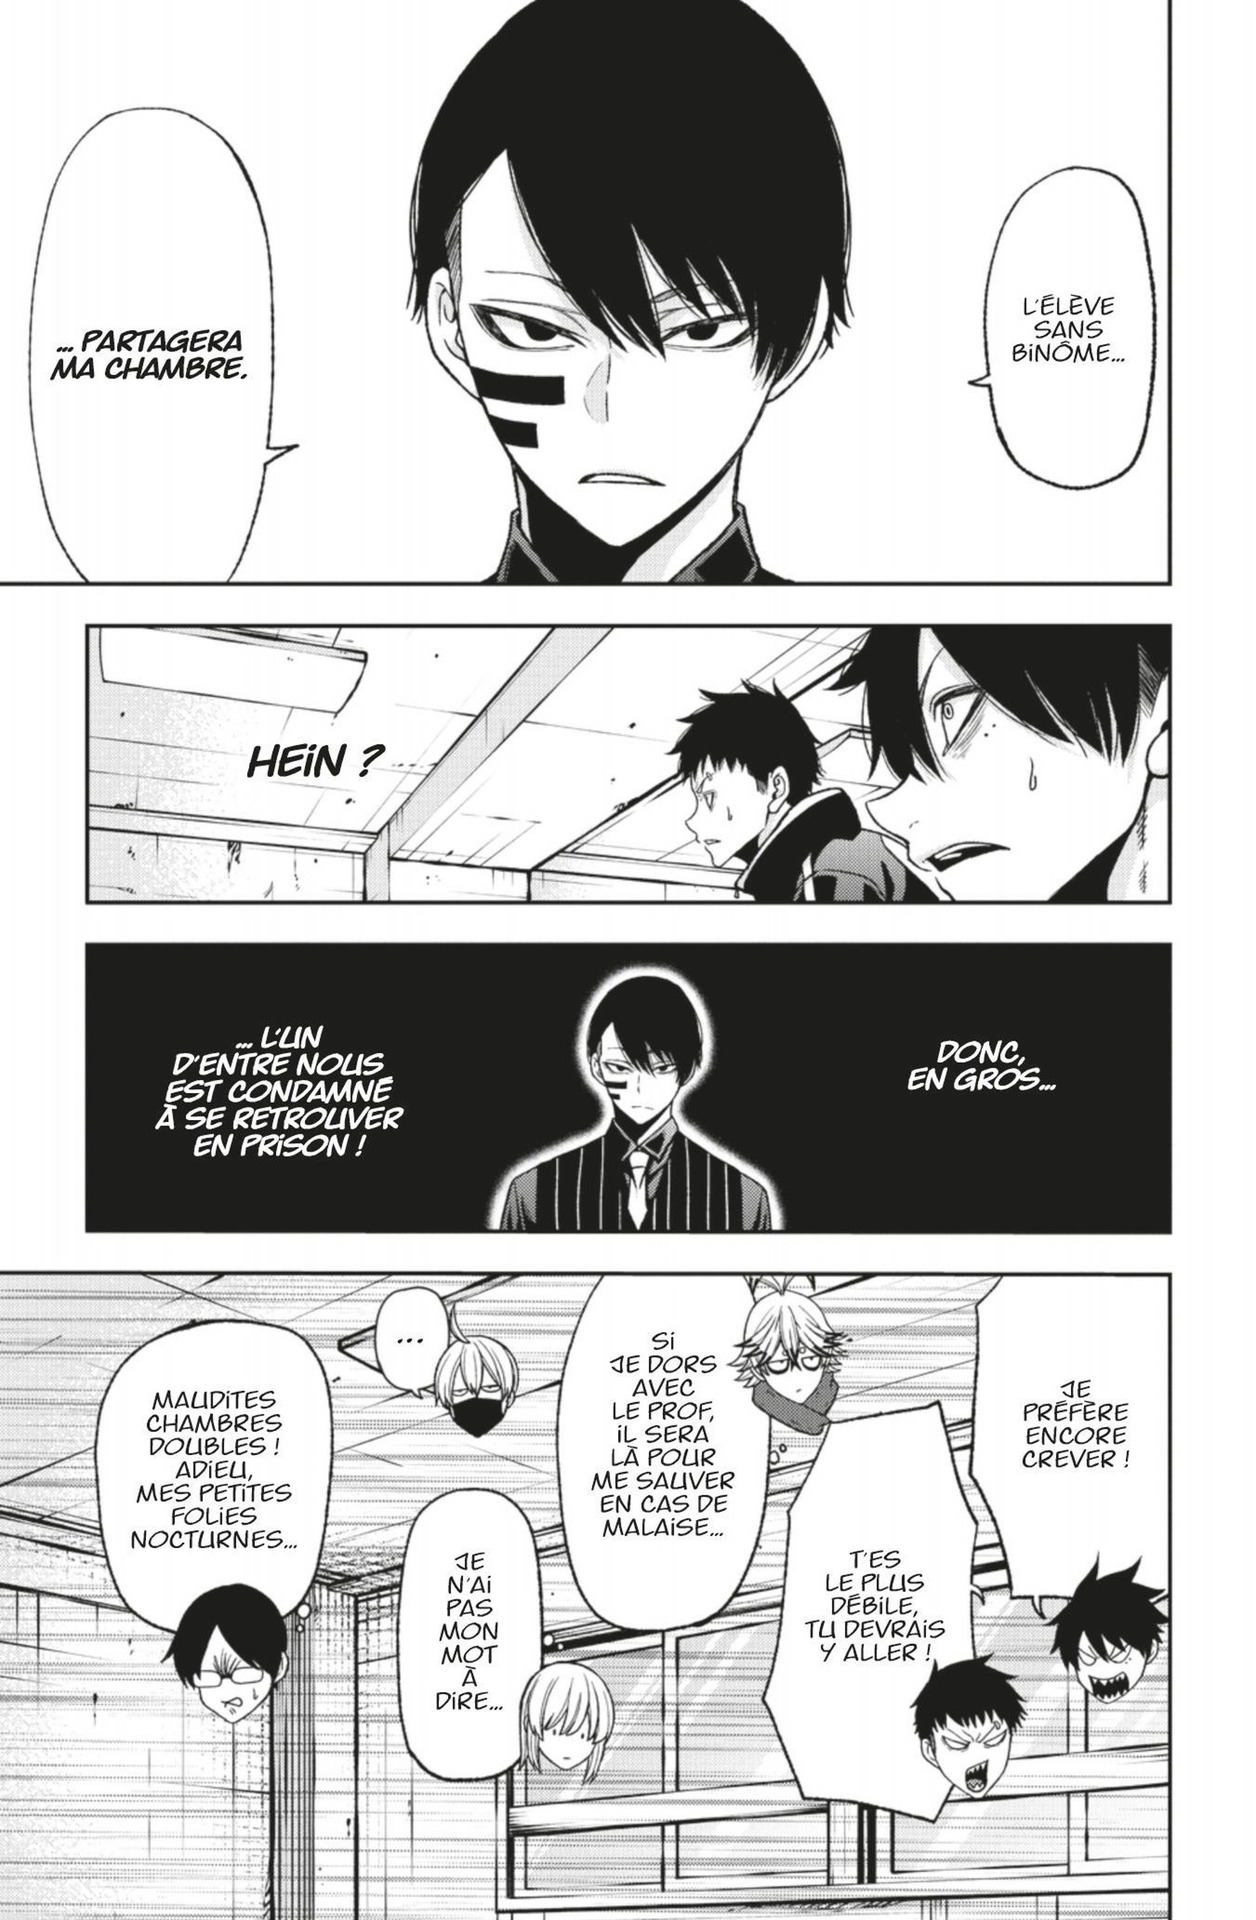 L'ÉLÈVE
SANS
BINÔME...
... PARTAGERA
MA CHAMBRE.
HEIN ?
DONC,
EN GROS...
... L'UN
D'ENTRE NOUS
EST CONDAMNÉ
À SE RETROUVER
EN PRISON !
JE
PRÉFÈRE
ENCORE
CREVER !
T'ES
LE PLUS
DÉBILE,
TU DEVRAIS
Y ALLER !
SI
JE DORS
AVEC
LE PROF,
IL SERA
LÀ POUR
ME SAUVER
EN CAS DE
MALAISE...
...
JE
N'AI
PAS
MON
MOT
À
DIRE...
MAUDITES
CHAMBRES
DOUBLES !
ADIEU,
MES PETITES
FOLIES
NOCTURNES...